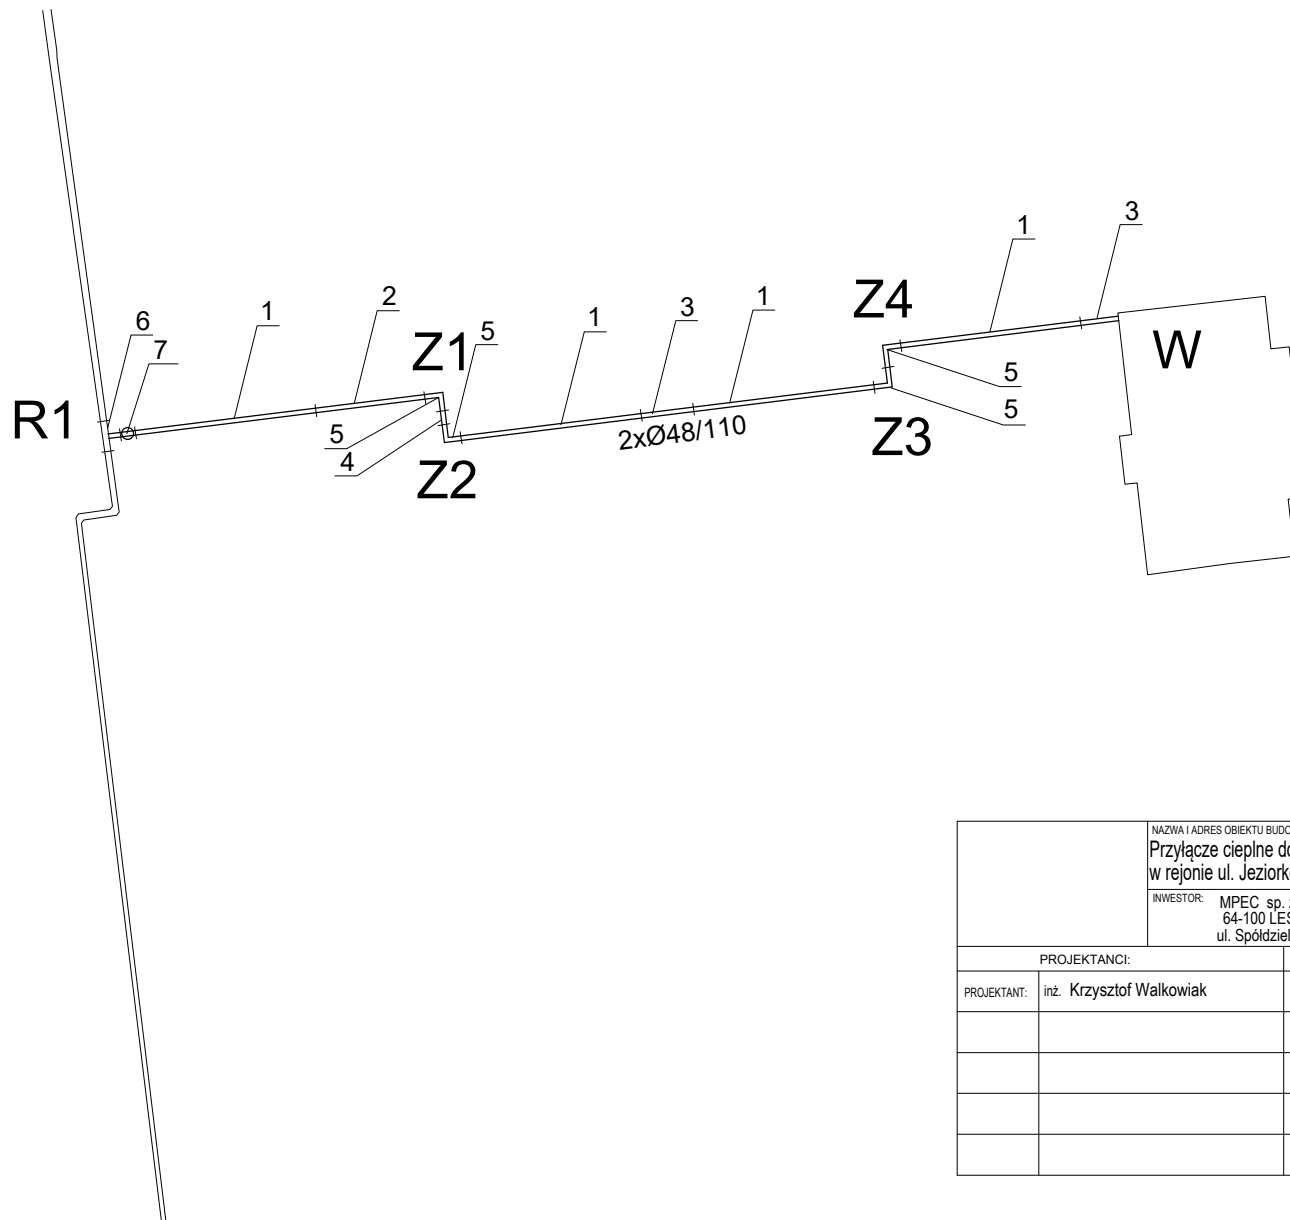 1
3
Z4
2
1
3
1
6
1
Z1
5
7
W
5
R1
5
5
2xØ48/110
Z3
4
Z2
NAZWA I ADRES OBIEKTU BUDO
Przyłącze cieplne do
w rejonie ul. Jeziork
INWESTOR: MPEC sp. z
64-100 LES
ul. Spółdziel
PROJEKTANCI:
PROJEKTANT: inż. Krzysztof Walkowiak